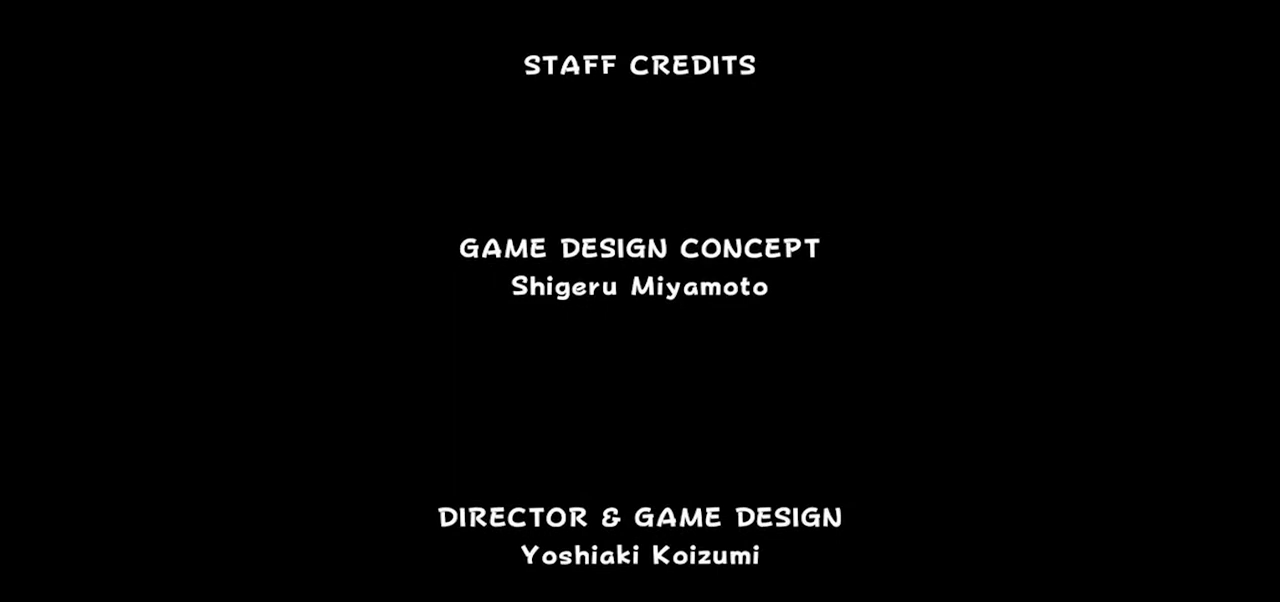 STAFF CREDITS
GAME DESIGN CONCEPT
Shigeru Miyamoto
DIRECTOR & GAME DESIGN
Yoshiaki Koizumi